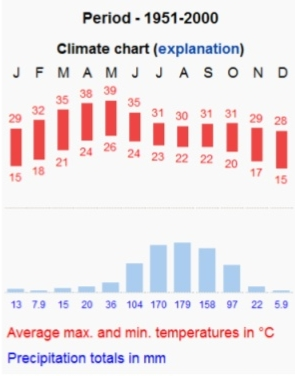 Period - 1951-2000
Climate chart (explanation)
J F M A M J J A S O N D
29 32 35 38 39 35 31 30 31 31 29 28
15 18 21 24 26 24 23 22 22 20 17 15
13 7.9 15 20 36 104 170 179 158 97 22 5.9
Average max. and min. temperatures in °C
Precipitation totals in mm